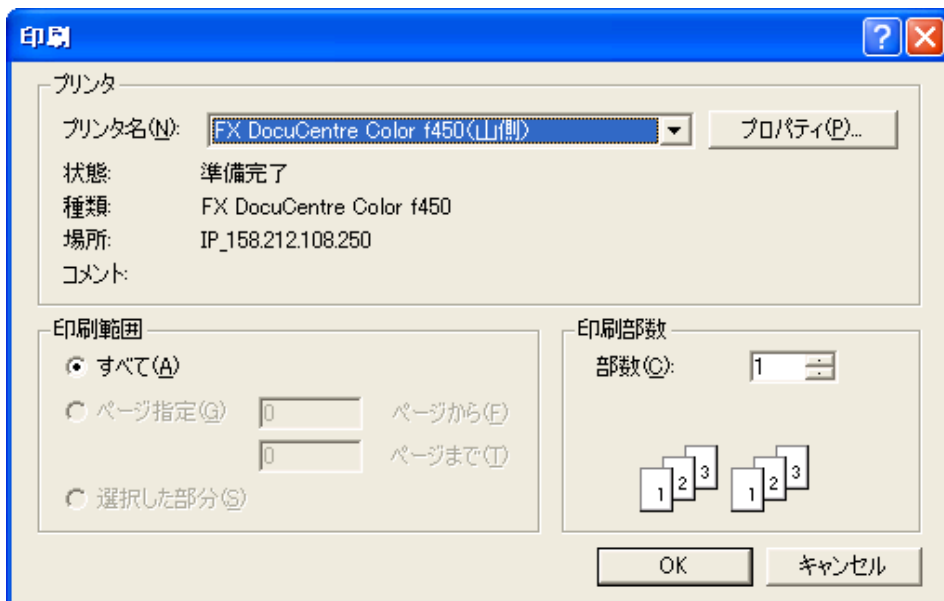 印刷
プリンタ
プリンタ名(N): FX DocuCentre Color f450(山側) プロパティ(P)...
状態: 準備完了
種類: FX DocuCentre Color f450
場所: IP_158.212.108.250
コメント:
印刷範囲
すべて(A)
ページ指定(G) 0 ページから(F)
0 ページまで(T)
選択した部分(S)
印刷部数
部数(C): 1
1 2 3 1 2 3
OK キャンセル